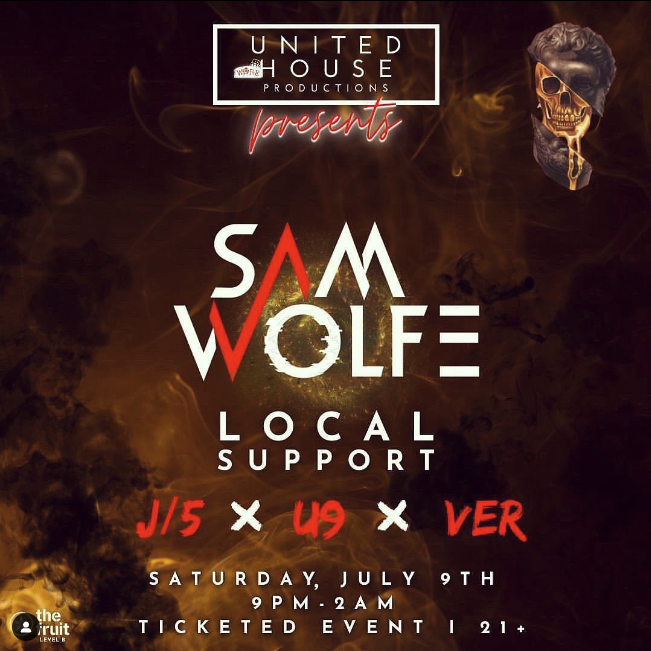 UNITED
HOUSE
PRODUCTIONS
presents
SAM
WOLFE
LOCAL
SUPPORT
J/5 X U9 X VER
SATURDAY, JULY 9TH
9PM-2AM
TICKETED EVENT | 21+
the
fruit
LEVEL B